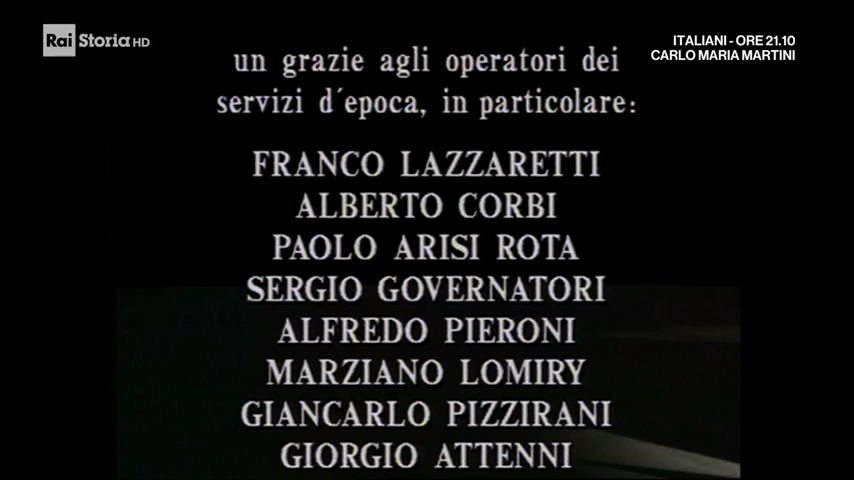 Rai Storia HD
ITALIANI - ORE 21.10
CARLO MARIA MARTINI
un grazie agli operatori dei
servizi d´epoca, in particolare:
FRANCO LAZZARETTI
ALBERTO CORBI
PAOLO ARISI ROTA
SERGIO GOVERNATORI
ALFREDO PIERONI
MARZIANO LOMIRY
GIANCARLO PIZZIRANI
GIORGIO ATTENNI